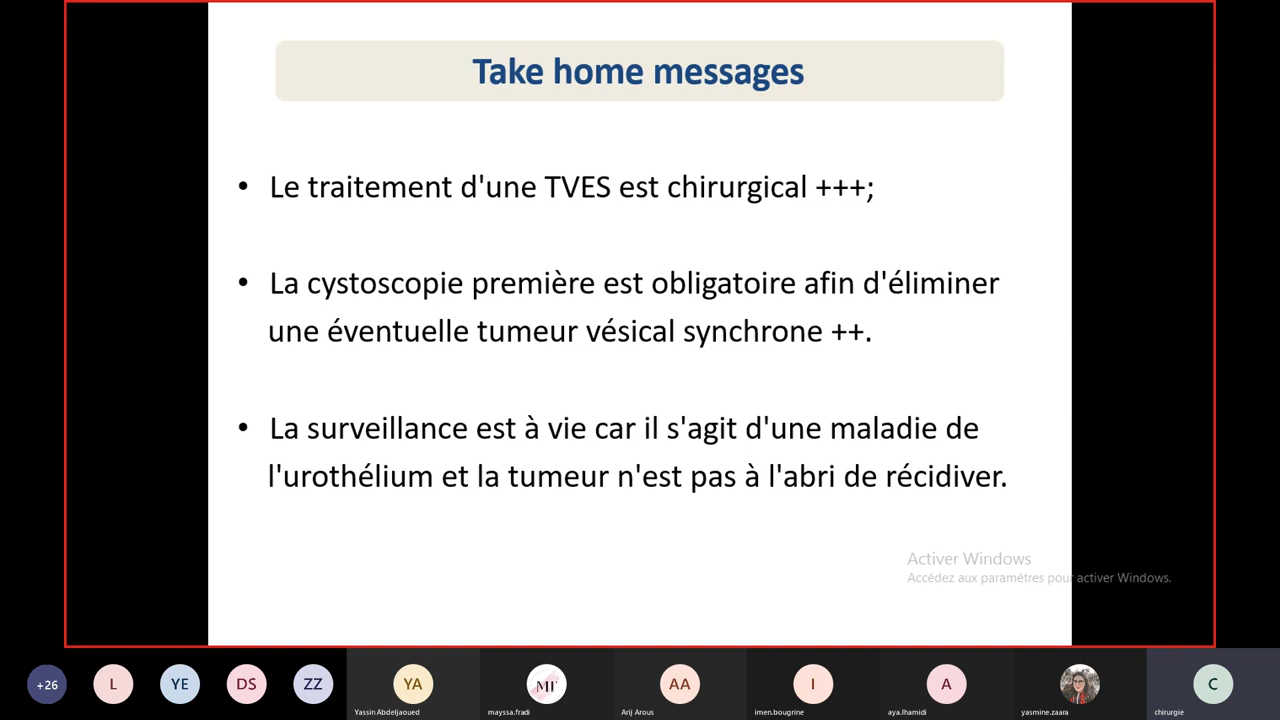 Take home messages
• Le traitement d'une TVES est chirurgical +++;
• La cystoscopie première est obligatoire afin d'éliminer
une éventuelle tumeur vésical synchrone ++.
• La surveillance est à vie car il s'agit d'une maladie de
l'urothélium et la tumeur n'est pas à l'abri de récidiver.
Activer Windows
Accédez aux paramètres pour activer Windows.
+26 L YE DS ZZ YA MF AA I A C
Yassin Abdeljaoued mayssa.fradi Arij Arous imen.bougrine aya.lhamidi yasmine.zaara chirurgie